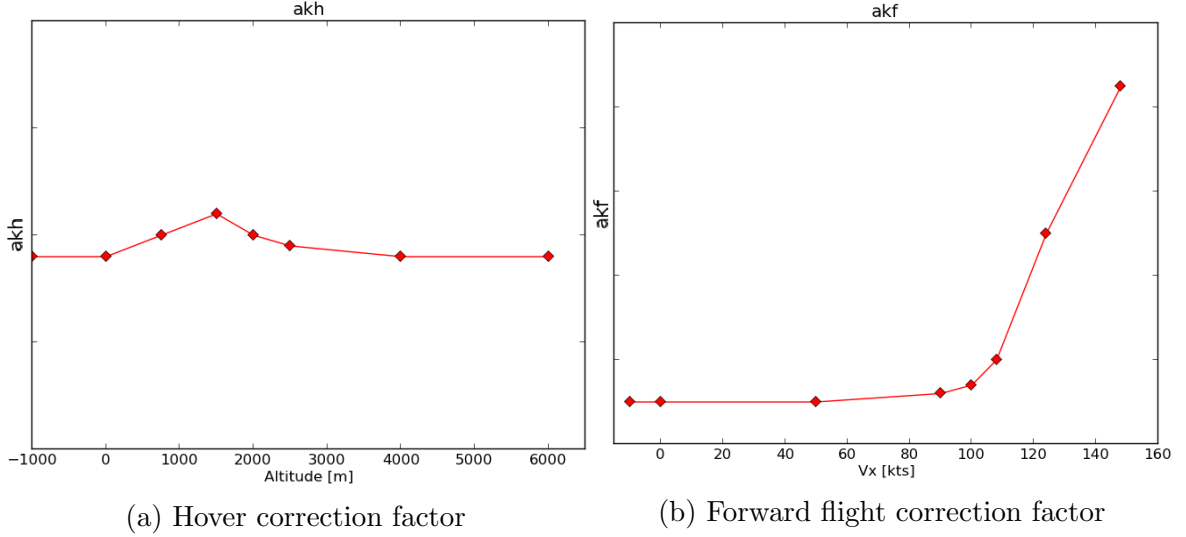 akh
akh
−1000 0 1000 2000 3000 4000 5000 6000
Altitude [m]
(a) Hover correction factor
akf
akf
0 20 40 60 80 100 120 140 160
Vx [kts]
(b) Forward flight correction factor